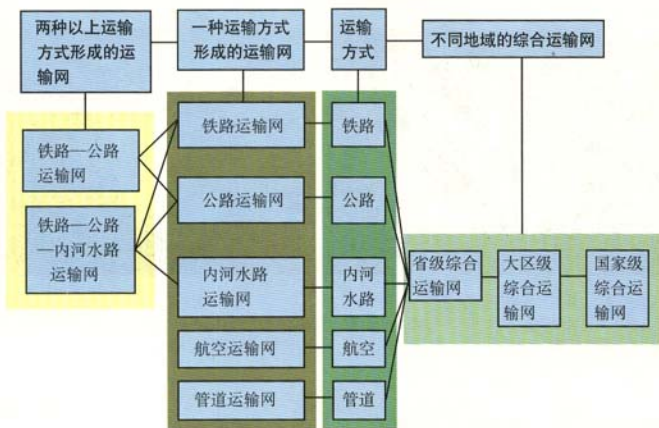 两种以上运输
方式形成的运
输网
一种运输方式
形成的运输网
运输
方式
不同地域的综合运输网
铁路—公路
运输网
铁路—公路
—内河水路
运输网
铁路运输网
公路运输网
内河水路
运输网
航空运输网
管道运输网
铁路
公路
内河
水路
航空
管道
省级综合
运输网
大区级
综合运
输网
国家级
综合运
输网